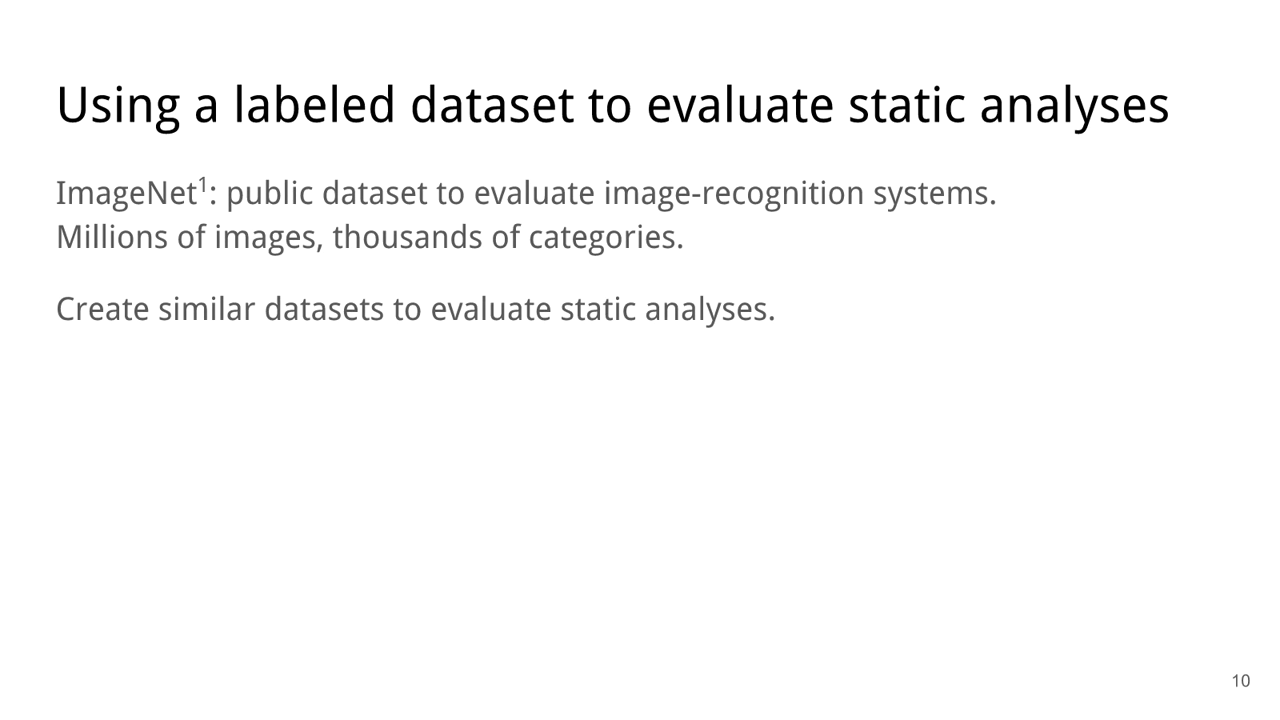 Using a labeled dataset to evaluate static analyses
ImageNet¹: public dataset to evaluate image-recognition systems.
Millions of images, thousands of categories.
Create similar datasets to evaluate static analyses.
10